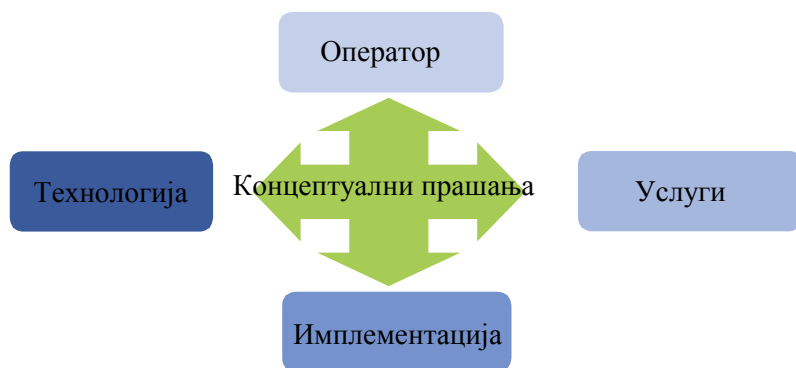 Оператор
Технологија
Концептуални прашања
Услуги
Имплементација